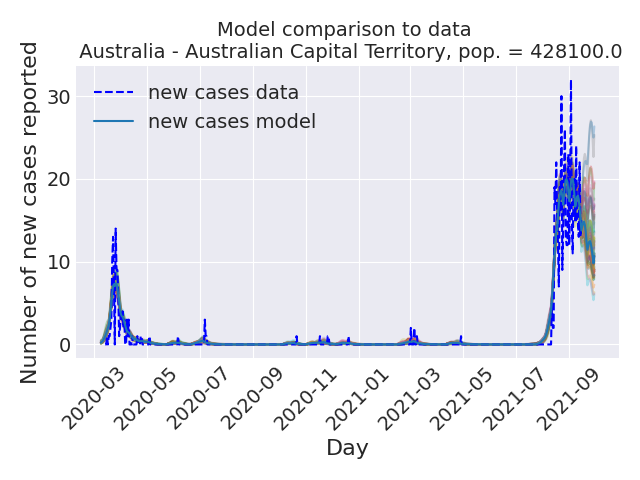 Model comparison to data
Australia - Australian Capital Territory, pop. = 428100.0
Number of new cases reported
30
20
10
0
new cases data
new cases model
2020-03
2020-05
2020-07
2020-09
2020-11
2021-01
2021-03
2021-05
2021-07
2021-09
Day